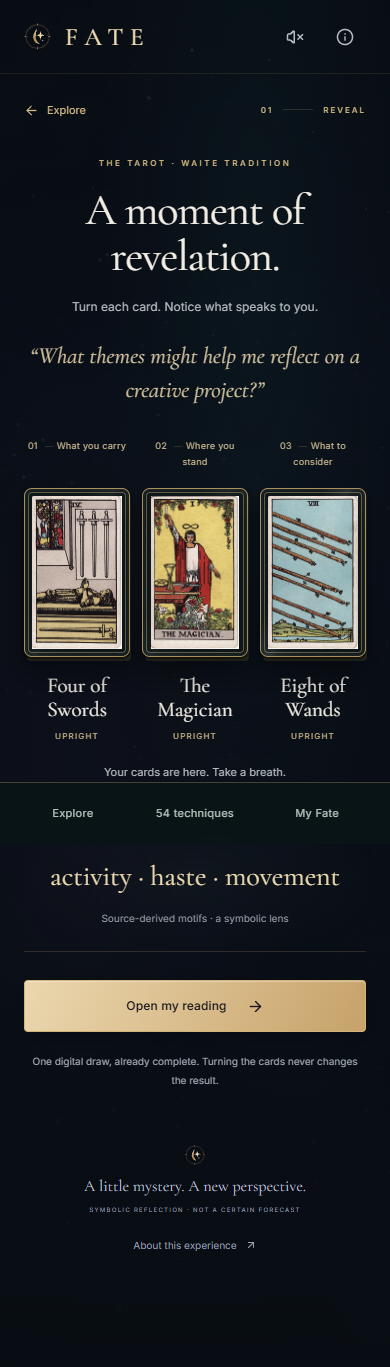 FATE
Explore
01 REVEAL
THE TAROT · WAITE TRADITION
A moment of
revelation.
Turn each card. Notice what speaks to you.
“What themes might help me reflect on a
creative project?”
01 — What you carry
02 — Where you
stand
03 — What to
consider
IV
I
VIII
THE MAGICIAN.
Four of
Swords
UPRIGHT
The
Magician
UPRIGHT
Eight of
Wands
UPRIGHT
Your cards are here. Take a breath.
Explore
54 techniques
My Fate
activity · haste · movement
Source-derived motifs · a symbolic lens
Open my reading
One digital draw, already complete. Turning the cards never changes
the result.
A little mystery. A new perspective.
SYMBOLIC REFLECTION · NOT A CERTAIN FORECAST
About this experience